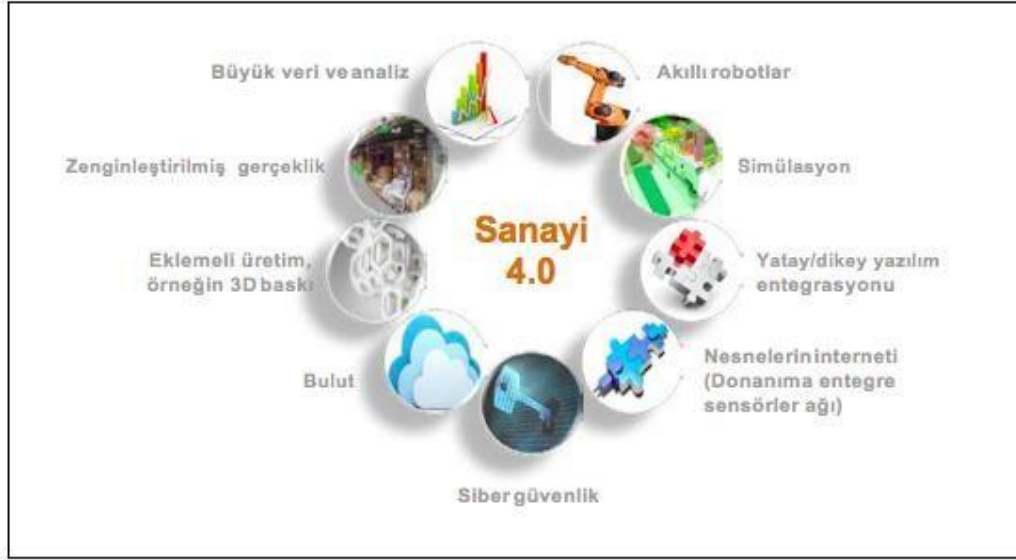 Büyük veri ve analiz
Akıllı robotlar
Zenginleştirilmiş gerçeklik
Simülasyon
Sanayi
4.0
Eklemeli üretim,
örneğin 3D baskı
Yatay/dikey yazılım
entegrasyonu
Bulut
Nesnelerin interneti
(Donanıma entegre
sensörler ağı)
Siber güvenlik